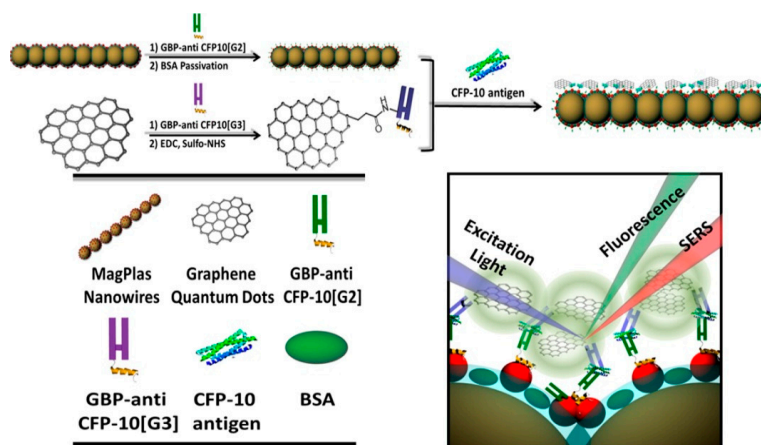 1) GBP-anti CFP10[G2]
2) BSA Passivation
1) GBP-anti CFP10[G3]
2) EDC, Sulfo-NHS
N
H
O
CFP-10 antigen
MagPlas
Nanowires
Graphene
Quantum Dots
GBP-anti
CFP-10[G2]
GBP-anti
CFP-10[G3]
CFP-10
antigen
BSA
Excitation
Light
Fluorescence
SERS